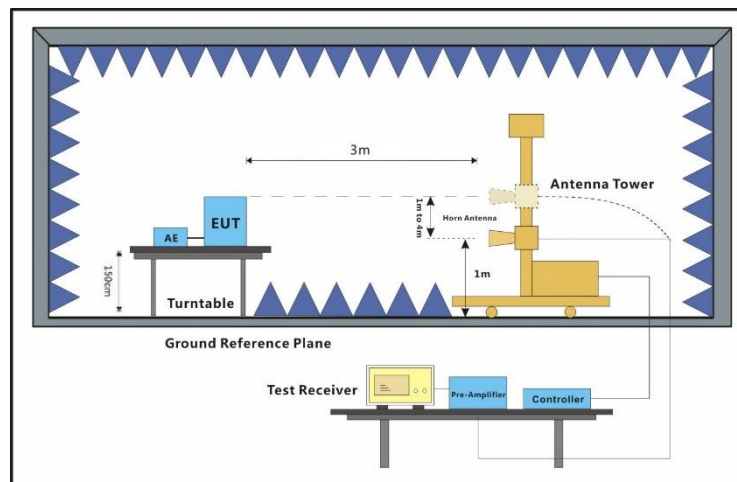 3m
Antenna Tower
1m to 4m
Horn Antenna
EUT
AE
150cm
1m
Turntable
Ground Reference Plane
Test Receiver
Pre-Amplifier
Controller